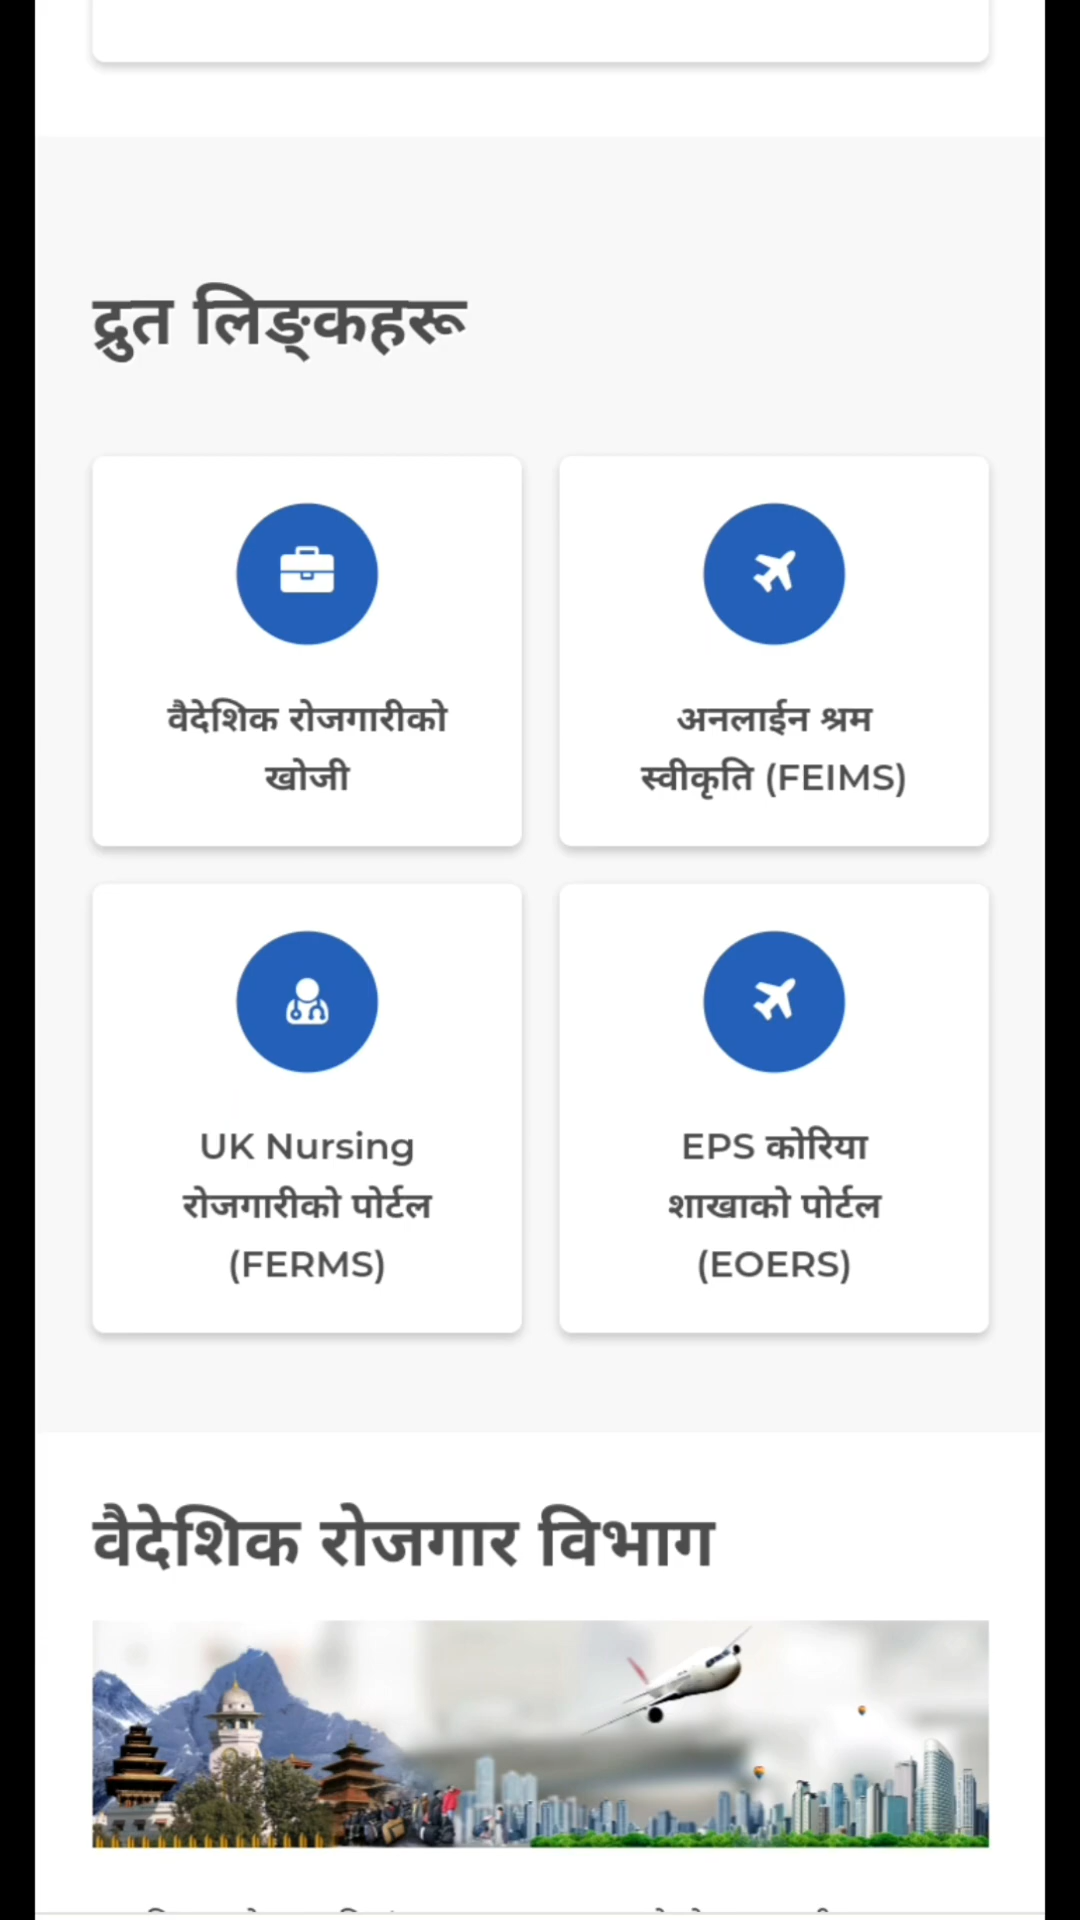 द्रुत लिङ्कहरू
वैदेशिक रोजगारीको
खोजी
अनलाईन श्रम
स्वीकृति (FEIMS)
UK Nursing
रोजगारीको पोर्टल
(FERMS)
EPS कोरिया
शाखाको पोर्टल
(EOERS)
वैदेशिक रोजगार विभाग